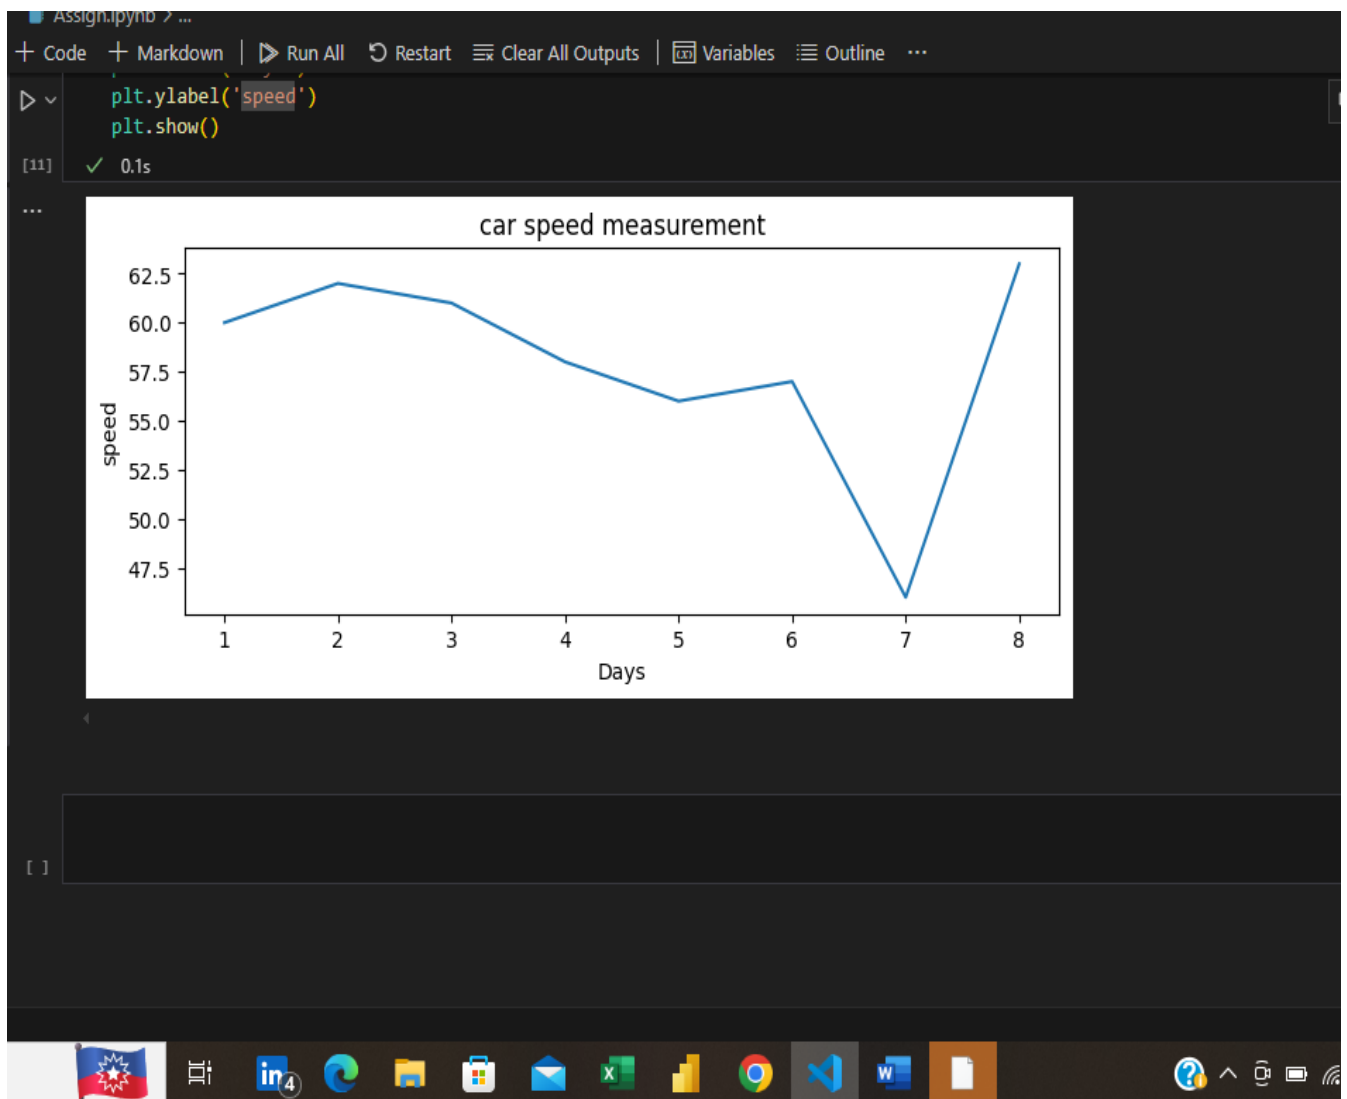 Assign.ipynb > ...
+ Code + Markdown | Run All Restart Clear All Outputs | Variables Outline ...
plt.ylabel('speed')
plt.show()
[11] ✓ 0.1s
...
car speed measurement
62.5
60.0
57.5
55.0
52.5
50.0
47.5
speed
1 2 3 4 5 6 7 8
Days
[ ]
in 4
X
W